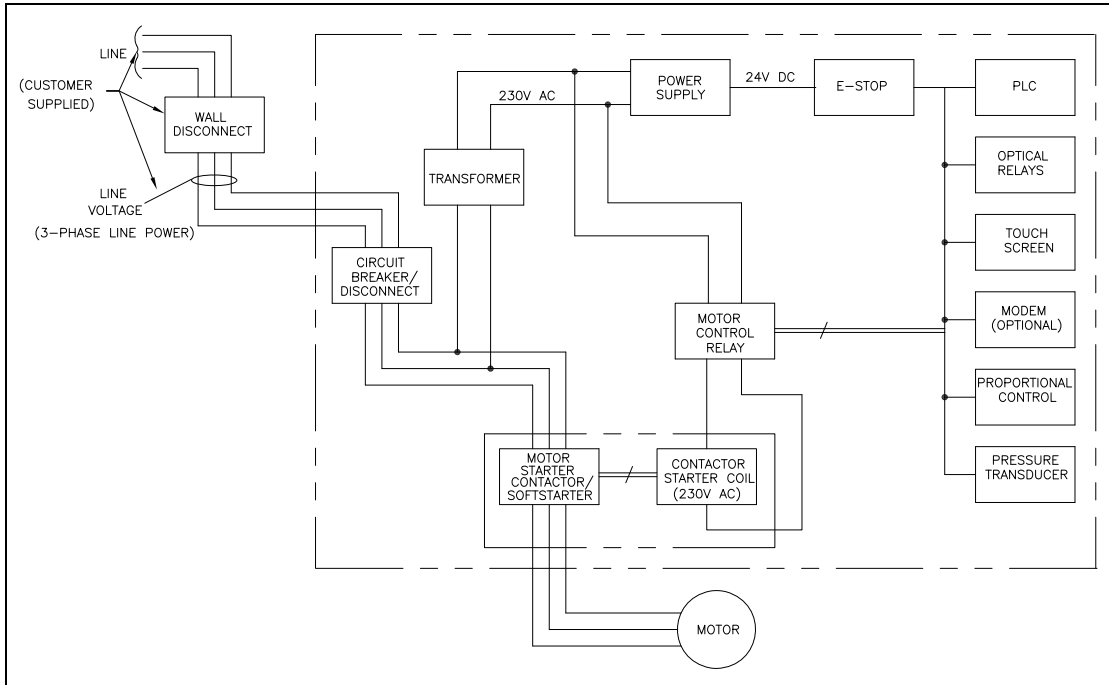 LINE
(CUSTOMER
SUPPLIED)
WALL
DISCONNECT
LINE
VOLTAGE
(3-PHASE LINE POWER)
CIRCUIT
BREAKER/
DISCONNECT
230V AC
TRANSFORMER
POWER
SUPPLY
24V DC
E-STOP
PLC
OPTICAL
RELAYS
TOUCH
SCREEN
MODEM
(OPTIONAL)
PROPORTIONAL
CONTROL
PRESSURE
TRANSDUCER
MOTOR
CONTROL
RELAY
MOTOR
STARTER
CONTACTOR/
SOFTSTARTER
CONTACTOR
STARTER COIL
(230V AC)
MOTOR